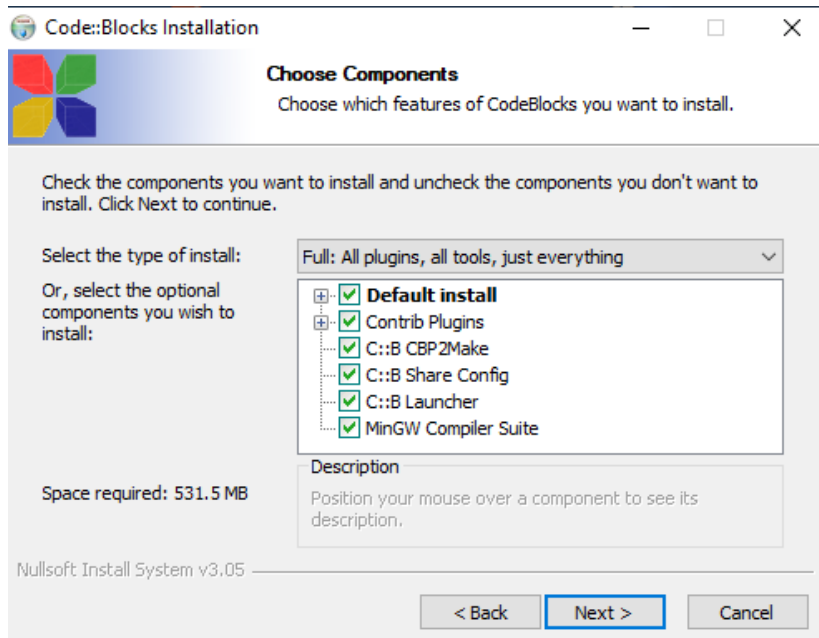 Code::Blocks Installation
Choose Components
Choose which features of CodeBlocks you want to install.
Check the components you want to install and uncheck the components you don't want to
install. Click Next to continue.
Select the type of install:
Full: All plugins, all tools, just everything
Or, select the optional
components you wish to
install:
Default install
Contrib Plugins
C::B CBP2Make
C::B Share Config
C::B Launcher
MinGW Compiler Suite
Space required: 531.5 MB
Description
Position your mouse over a component to see its
description.
Nullsoft Install System v3.05
< Back
Next >
Cancel